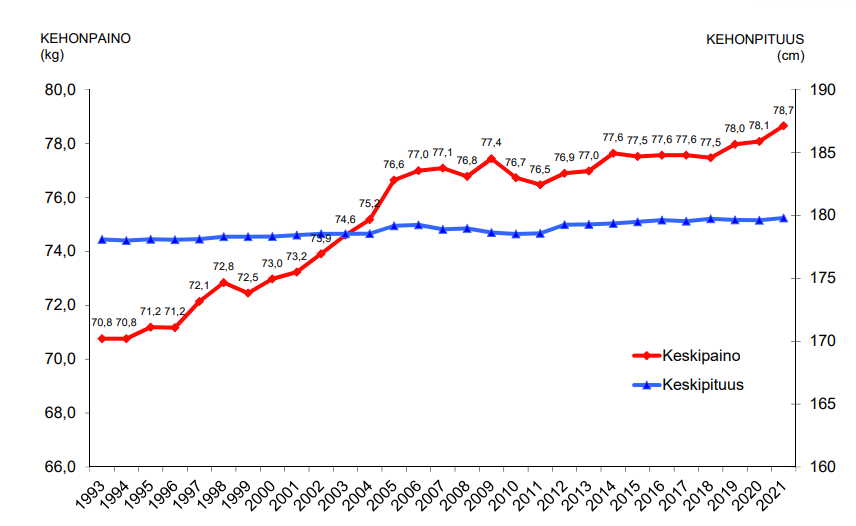 KEHONPAINO
(kg)
KEHONPITUUS
(cm)
80,0
78,0
76,0
74,0
72,0
70,0
68,0
66,0
70,8 70,8 71,2 71,2 72,1 72,8 72,5 73,0 73,2 73,9 74,6 75,2 76,6 77,0 77,1 76,8 77,4 76,7 76,5 76,9 77,0 77,6 77,5 77,6 77,6 77,5 78,0 78,1 78,7
190
185
180
175
170
165
160
Keskipaino
Keskipituus
1993 1994 1995 1996 1997 1998 1999 2000 2001 2002 2003 2004 2005 2006 2007 2008 2009 2010 2011 2012 2013 2014 2015 2016 2017 2018 2019 2020 2021